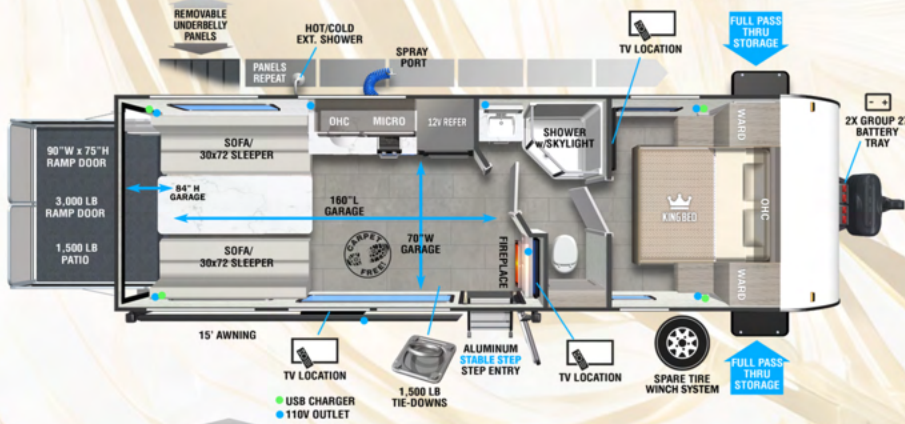 REMOVABLE
UNDERBELLY
PANELS
HOT/COLD
EXT. SHOWER
PANELS
REPEAT
SPRAY
PORT
TV LOCATION
FULL PASS
THRU
STORAGE
2X GROUP 27
BATTERY
TRAY
90"W x 75"H
RAMP DOOR
3,000 LB
RAMP DOOR
1,500 LB
PATIO
84" H
GARAGE
SOFA/
30x72 SLEEPER
SOFA/
30x72 SLEEPER
OHC
MICRO
12V REFER
160"L
GARAGE
70"W
GARAGE
CARPET
FREE!
SHOWER
w/SKYLIGHT
FIREPLACE
WARD
KING BED
OHC
WARD
15' AWNING
TV LOCATION
USB CHARGER
110V OUTLET
1,500 LB
TIE-DOWNS
ALUMINUM
STABLE STEP
STEP ENTRY
TV LOCATION
SPARE TIRE
WINCH SYSTEM
FULL PASS
THRU
STORAGE